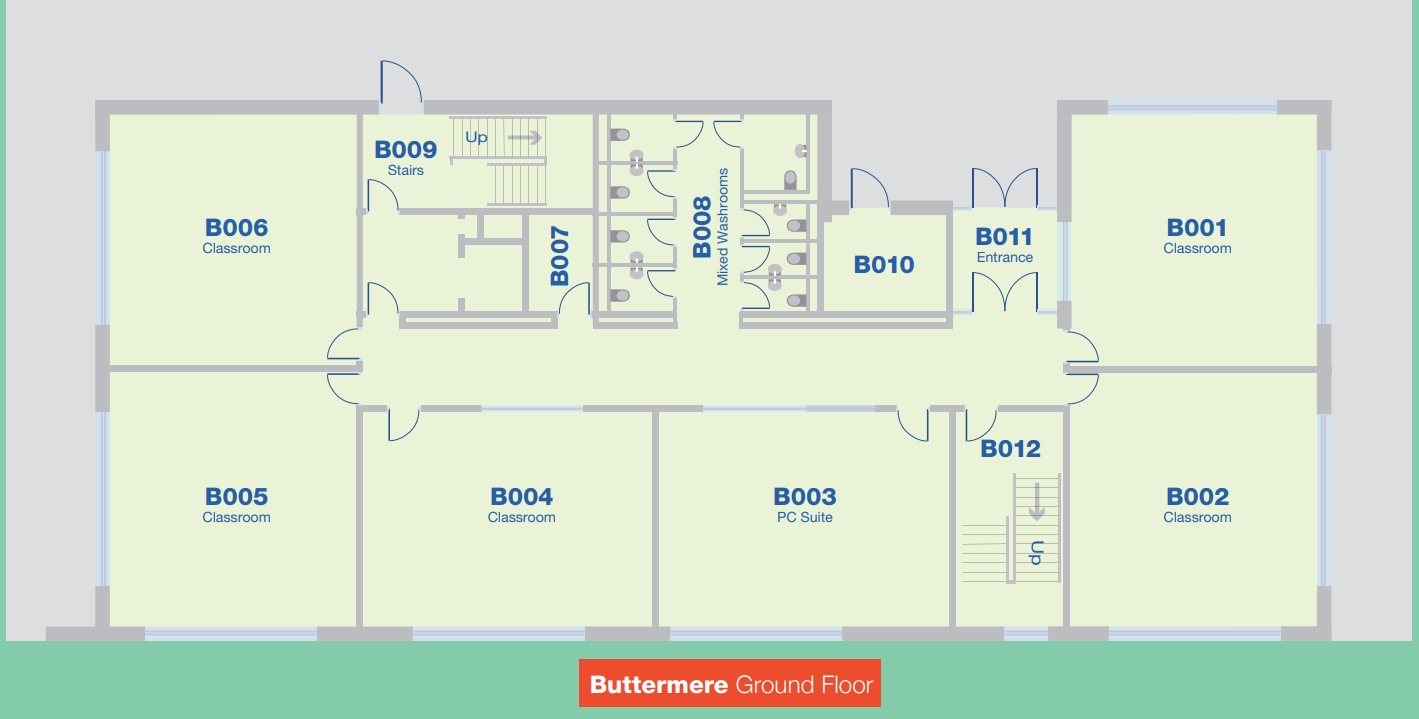 Up
B009
Stairs
B006
Classroom
B007
B008
Mixed Washrooms
B010
B011
Entrance
B001
Classroom
B005
Classroom
B004
Classroom
B003
PC Suite
B012
Up
B002
Classroom
Buttermere Ground Floor